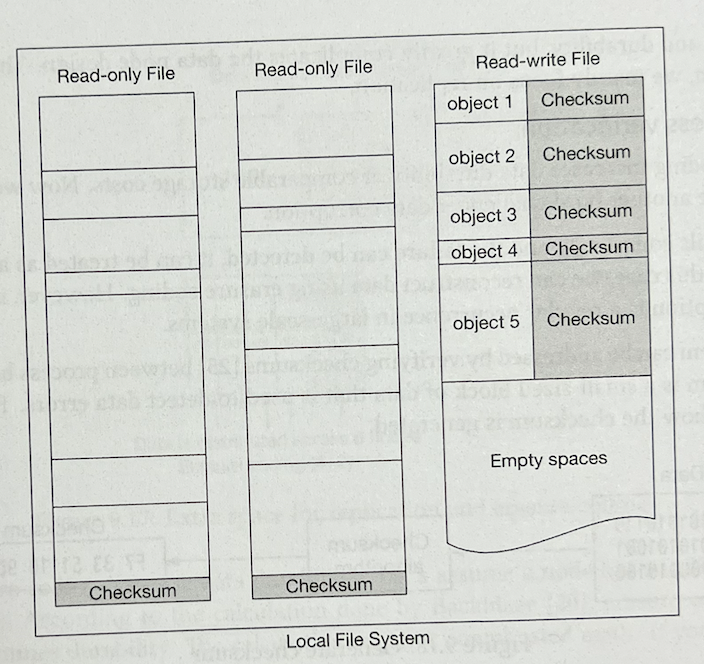 Read-only File
Read-only File
Read-write File
object 1 Checksum
object 2 Checksum
object 3 Checksum
object 4 Checksum
object 5 Checksum
Empty spaces
Checksum
Checksum
Local File System